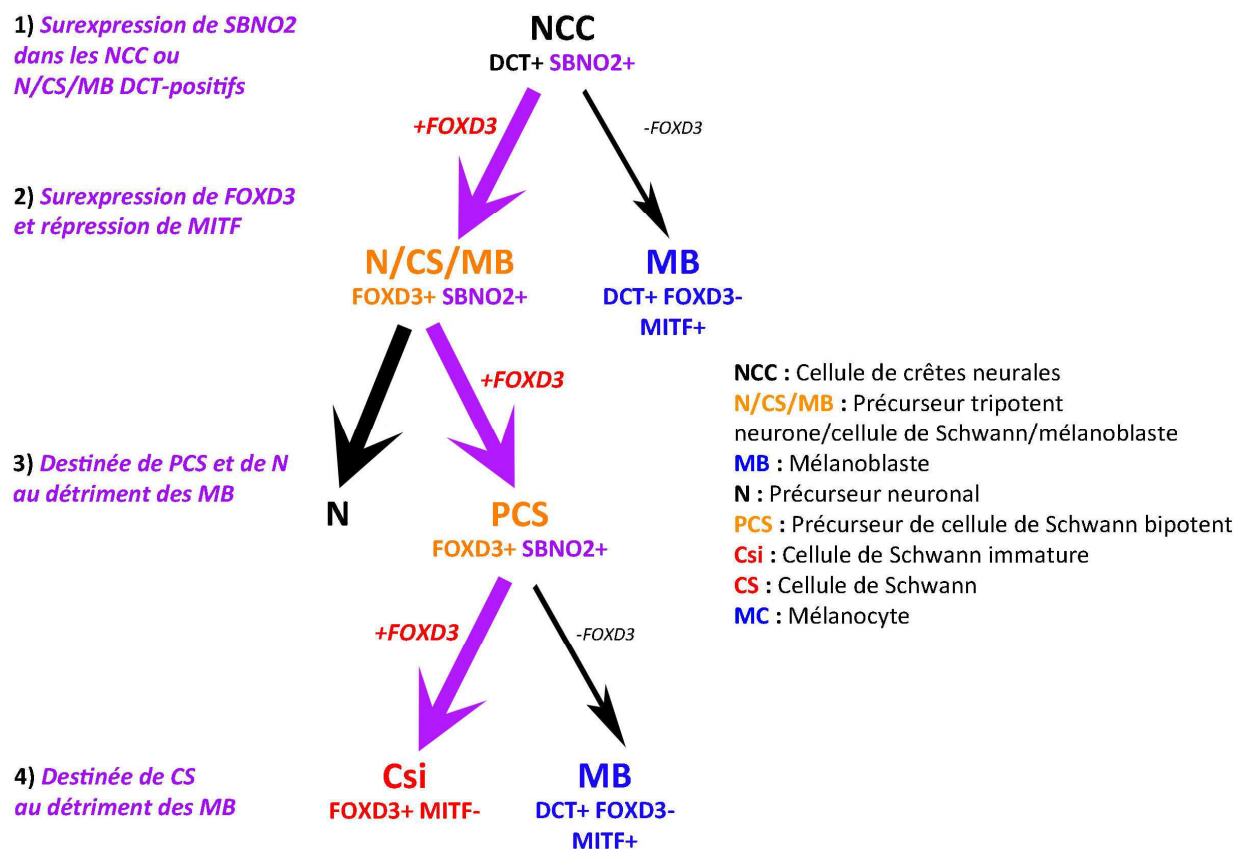 1) Surexpression de SBNO2
dans les NCC ou
N/CS/MB DCT-positifs
NCC
DCT+ SBNO2+
+FOXD3
-FOXD3
2) Surexpression de FOXD3
et répression de MITF
N/CS/MB
FOXD3+ SBNO2+
MB
DCT+ FOXD3-
MITF+
+FOXD3
3) Destinée de PCS et de N
au détriment des MB
N
PCS
FOXD3+ SBNO2+
+FOXD3
-FOXD3
4) Destinée de CS
au détriment des MB
Csi
FOXD3+ MITF-
MB
DCT+ FOXD3-
MITF+
NCC : Cellule de crêtes neurales
N/CS/MB : Précurseur tripotent
neurone/cellule de Schwann/mélanoblaste
MB : Mélanoblaste
N : Précurseur neuronal
PCS : Précurseur de cellule de Schwann bipotent
Csi : Cellule de Schwann immature
CS : Cellule de Schwann
MC : Mélanocyte